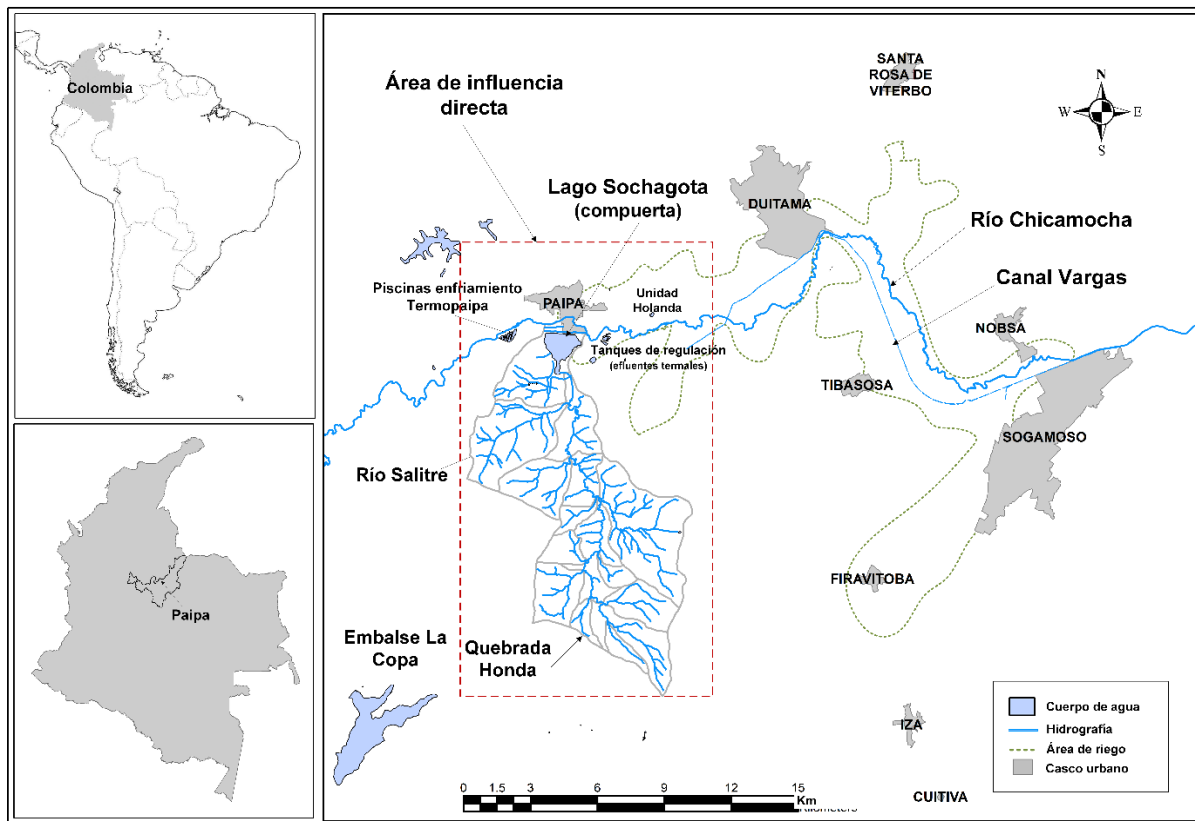 Colombia
Paipa
Área de influencia
directa
SANTA
ROSA DE
VITERBO
N
W
E
S
Lago Sochagota
(compuerta)
DUITAMA
Río Chicamocha
Canal Vargas
Piscinas enfriamiento
Termopaipa
PAIPA
Unidad
Holanda
NOBSA
Tanques de regulación
(efluentes termales)
TIBASOSA
SOGAMOSO
Río Salitre
FIRAVITOBA
Embalse La
Copa
Quebrada
Honda
IZA
CUITIVA
Cuerpo de agua
Hidrografía
Área de riego
Casco urbano
0 1.5 3 6 9 12 15
Km